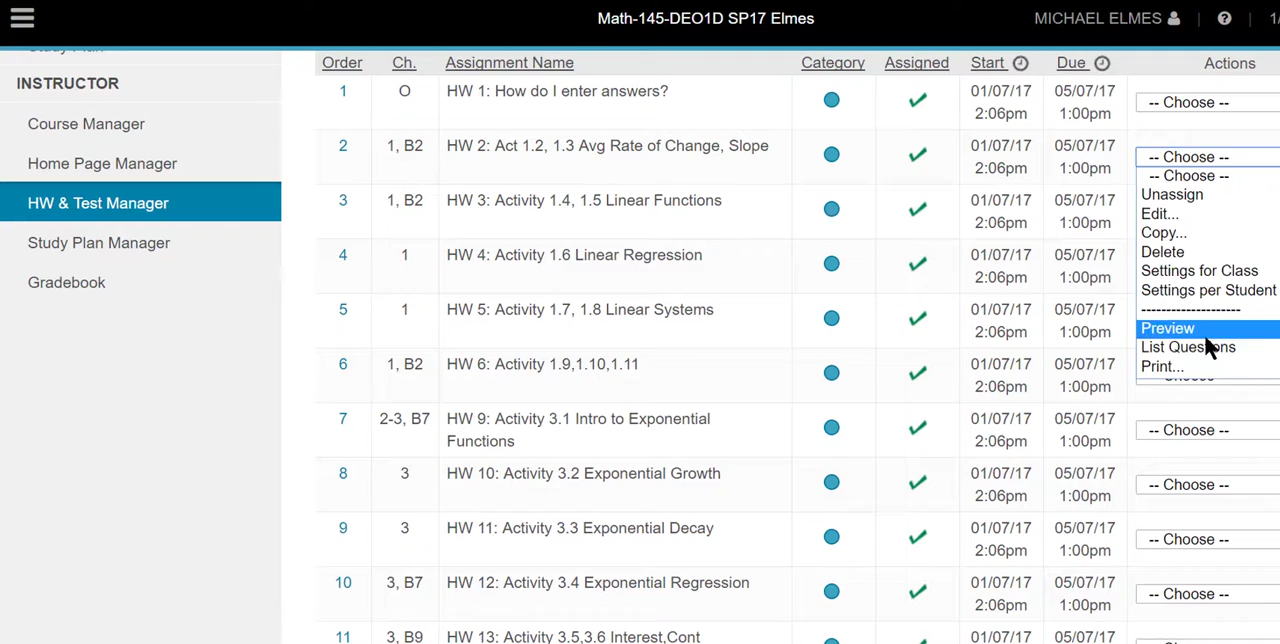 Math-145-DEO1D SP17 Elmes
MICHAEL ELMES | ? | 1/
Study Plan
INSTRUCTOR
Course Manager
Home Page Manager
HW & Test Manager
Study Plan Manager
Gradebook
Order Ch. Assignment Name Category Assigned Start Due Actions
1 O HW 1: How do I enter answers? 01/07/17 05/07/17 -- Choose --
2:06pm 1:00pm
2 1, B2 HW 2: Act 1.2, 1.3 Avg Rate of Change, Slope 01/07/17 05/07/17 -- Choose --
2:06pm 1:00pm
3 1, B2 HW 3: Activity 1.4, 1.5 Linear Functions 01/07/17 05/07/17
2:06pm 1:00pm
4 1 HW 4: Activity 1.6 Linear Regression 01/07/17 05/07/17
2:06pm 1:00pm
5 1 HW 5: Activity 1.7, 1.8 Linear Systems 01/07/17 05/07/17
2:06pm 1:00pm
6 1, B2 HW 6: Activity 1.9,1.10,1.11 01/07/17 05/07/17
2:06pm 1:00pm
-- Choose --
Unassign
Edit...
Copy...
Delete
Settings for Class
Settings per Student
--------------------
Preview
List Questions
Print...
7 2-3, B7 HW 9: Activity 3.1 Intro to Exponential 01/07/17 05/07/17 -- Choose --
Functions 2:06pm 1:00pm
8 3 HW 10: Activity 3.2 Exponential Growth 01/07/17 05/07/17 -- Choose --
2:06pm 1:00pm
9 3 HW 11: Activity 3.3 Exponential Decay 01/07/17 05/07/17 -- Choose --
2:06pm 1:00pm
10 3, B7 HW 12: Activity 3.4 Exponential Regression 01/07/17 05/07/17 -- Choose --
2:06pm 1:00pm
11 3, B9 HW 13: Activity 3.5,3.6 Interest,Cont 01/07/17 05/07/17